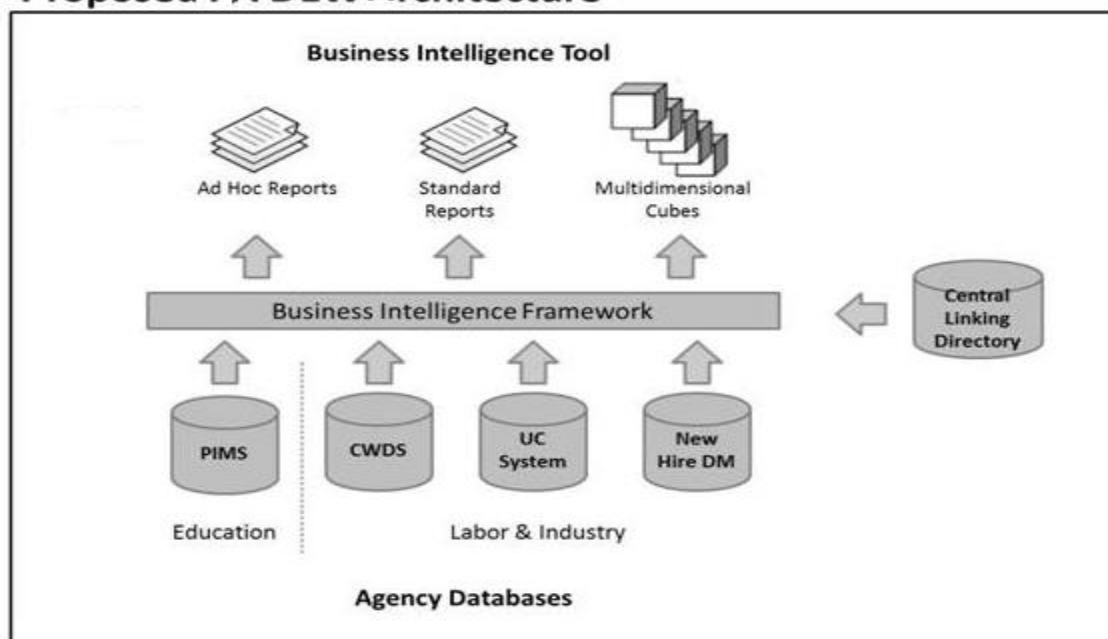 Business Intelligence Tool
Ad Hoc Reports
Standard
Reports
Multidimensional
Cubes
Business Intelligence Framework
Central
Linking
Directory
PIMS
CWDS
UC
System
New
Hire DM
Education
Labor & Industry
Agency Databases